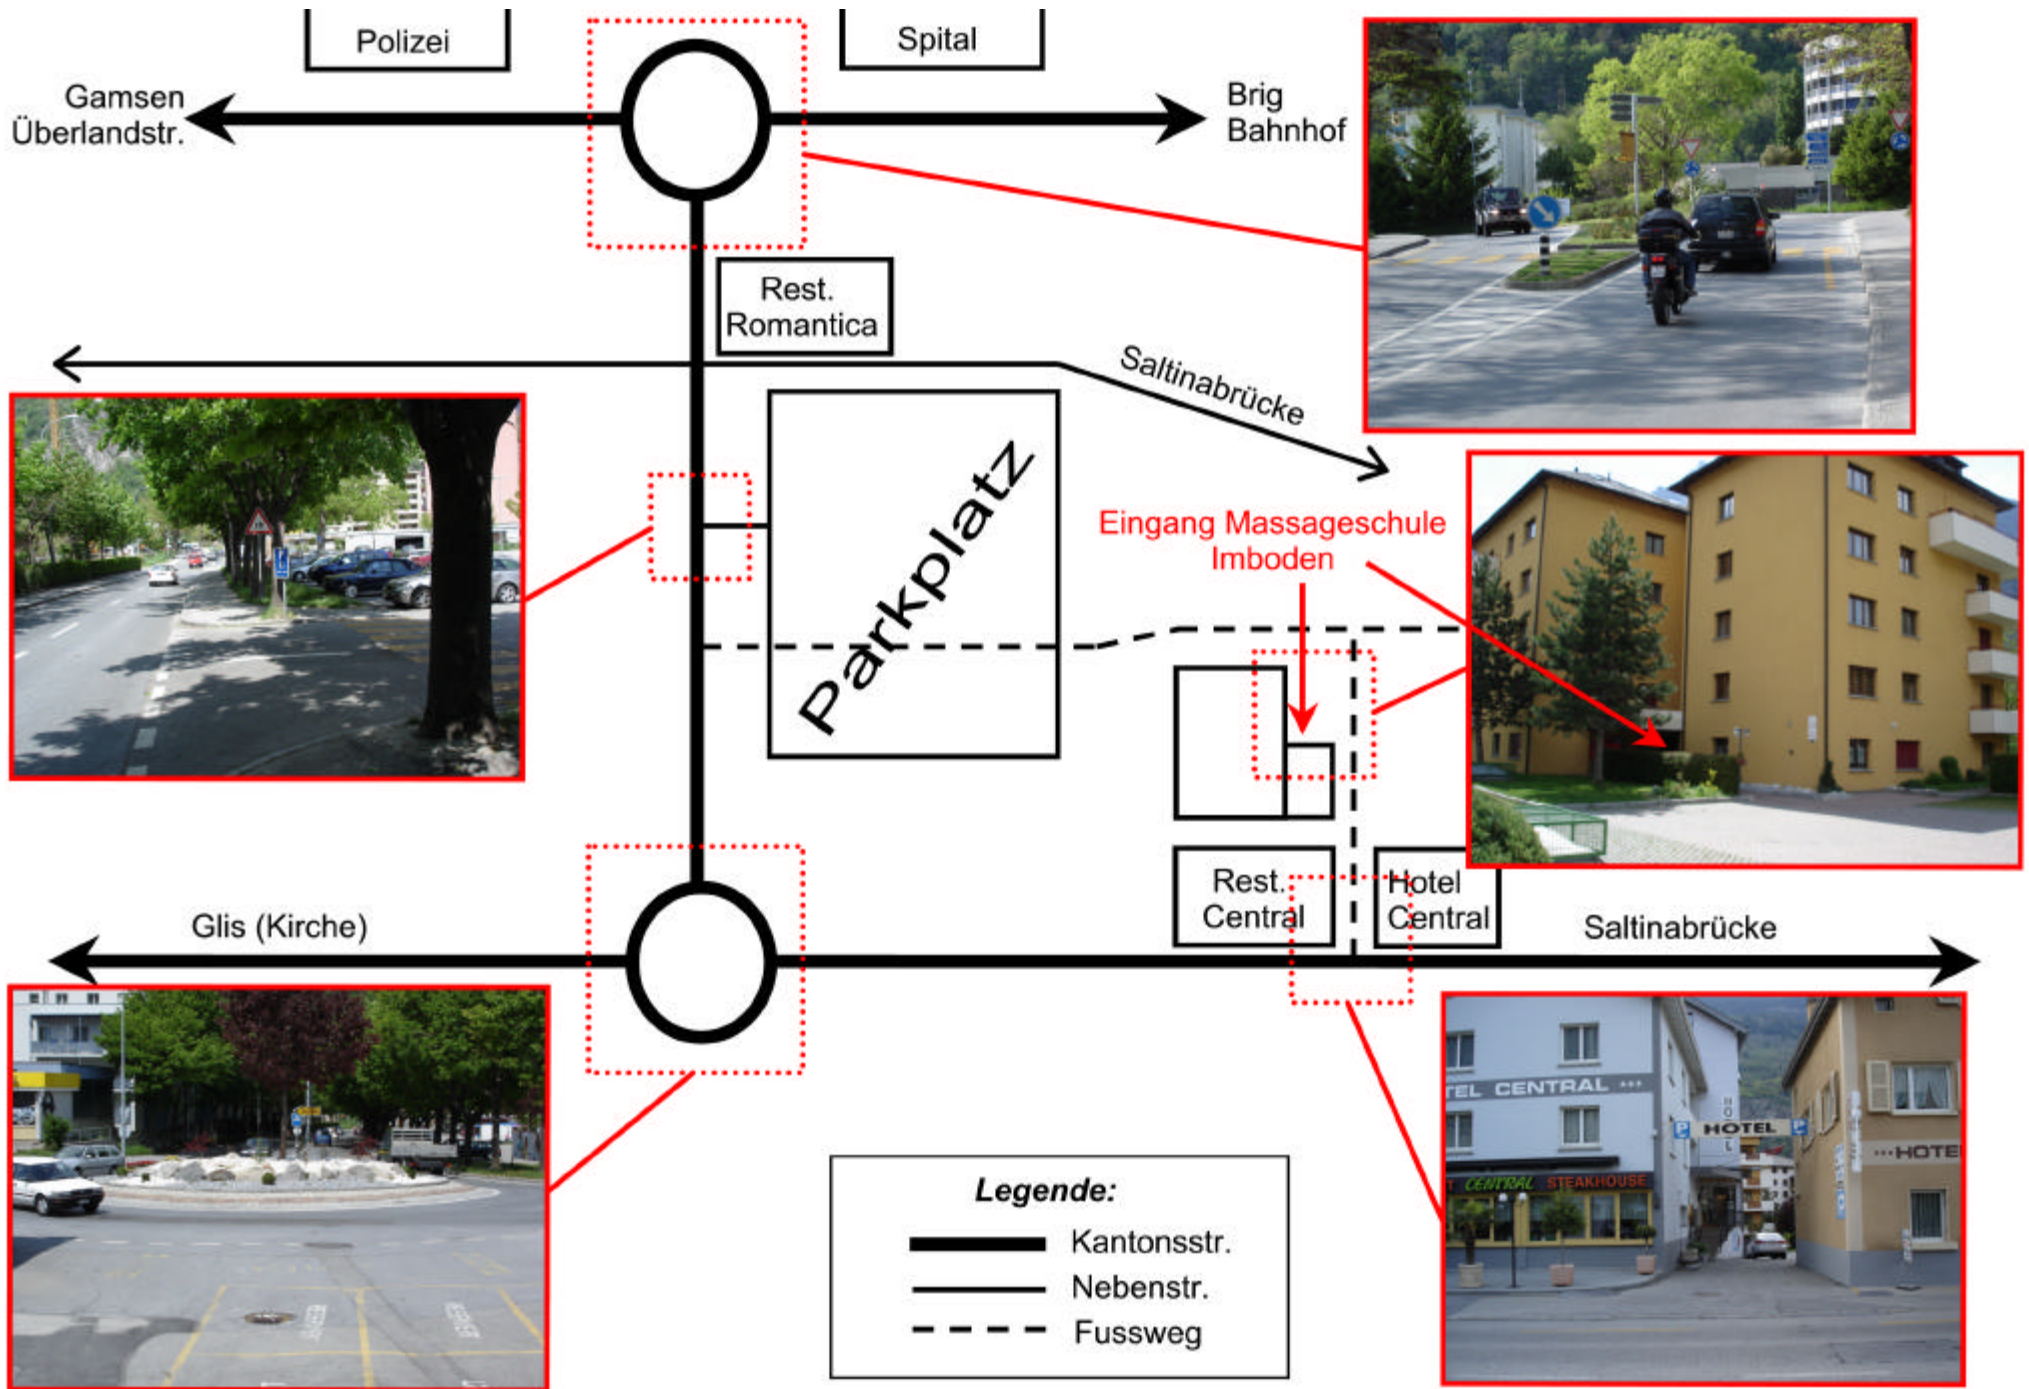 Polizei
Spital
Gamsen
Überlandstr.
Brig
Bahnhof
Rest.
Romantica
Saltinabrücke
Parkplatz
Eingang Massageschule
Imboden
Rest.
Central
Hotel
Central
Glis (Kirche)
Saltinabrücke
TEL CENTRAL ***
HOTEL
P HOTEL P
***HOTE
T CENTRAL STEAKHOUSE
Legende:
Kantonsstr.
Nebenstr.
Fussweg